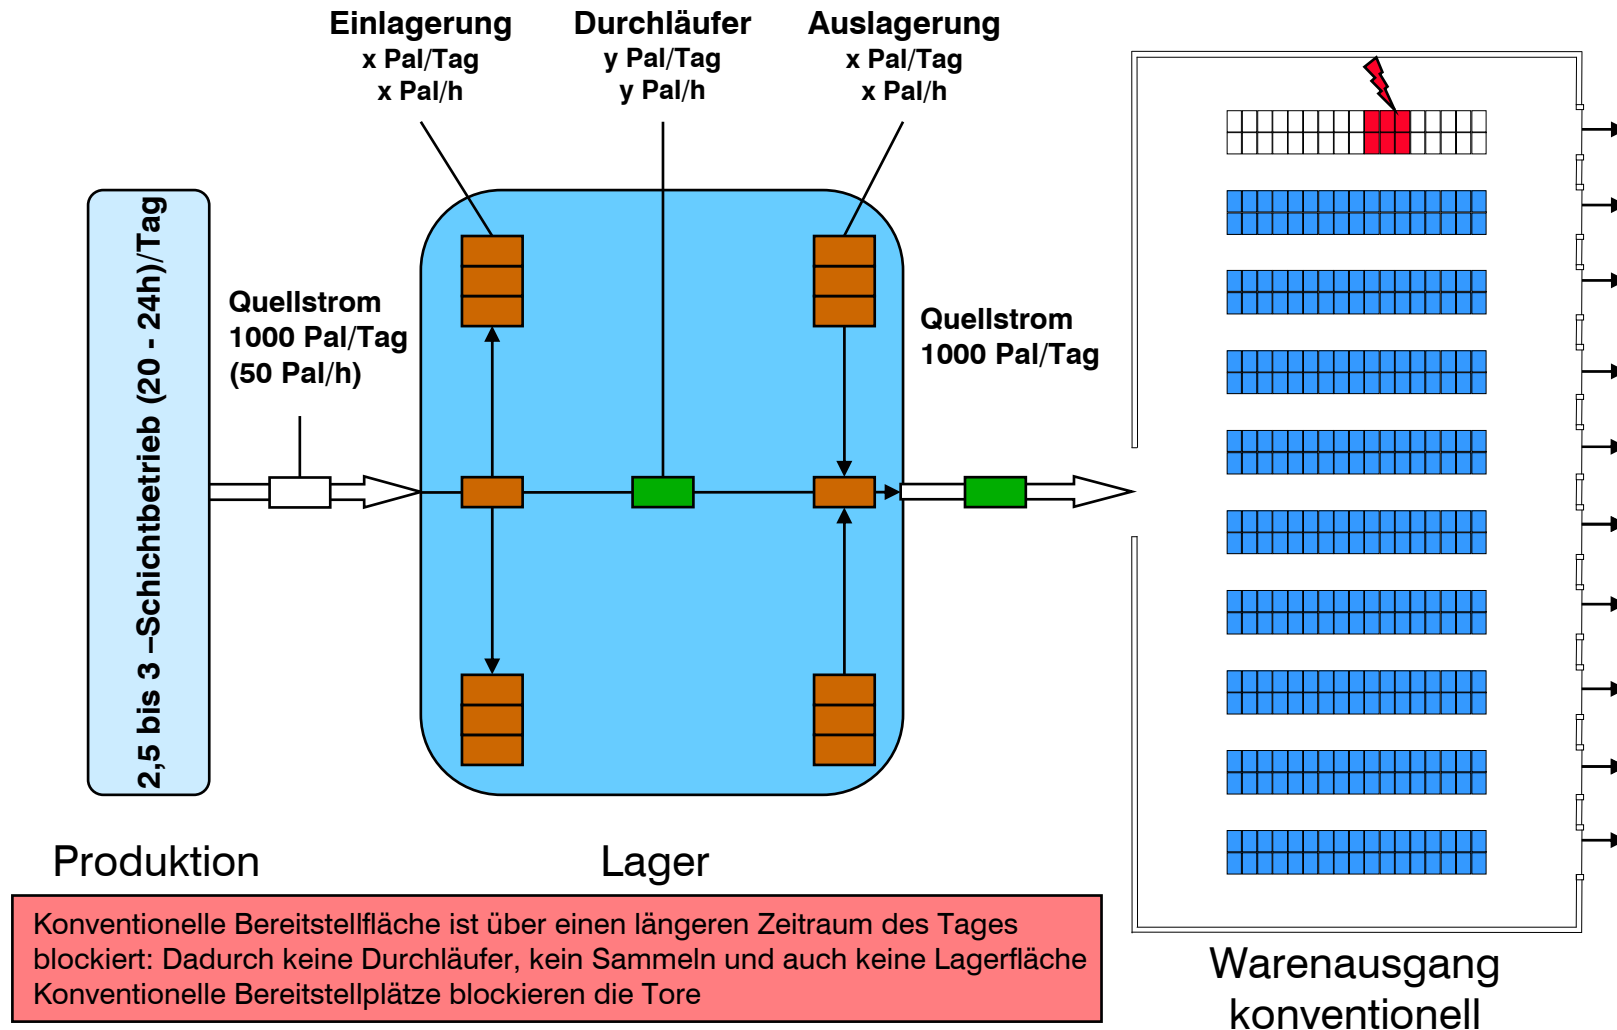 Einlagerung
x Pal/Tag
x Pal/h
Durchläufer
y Pal/Tag
y Pal/h
Auslagerung
x Pal/Tag
x Pal/h
2,5 bis 3 –Schichtbetrieb (20 - 24h)/Tag
Quellstrom
1000 Pal/Tag
(50 Pal/h)
Quellstrom
1000 Pal/Tag
Produktion
Lager
Konventionelle Bereitstellfläche ist über einen längeren Zeitraum des Tages
blockiert: Dadurch keine Durchläufer, kein Sammeln und auch keine Lagerfläche
Konventionelle Bereitstellplätze blockieren die Tore
Warenausgang
konventionell